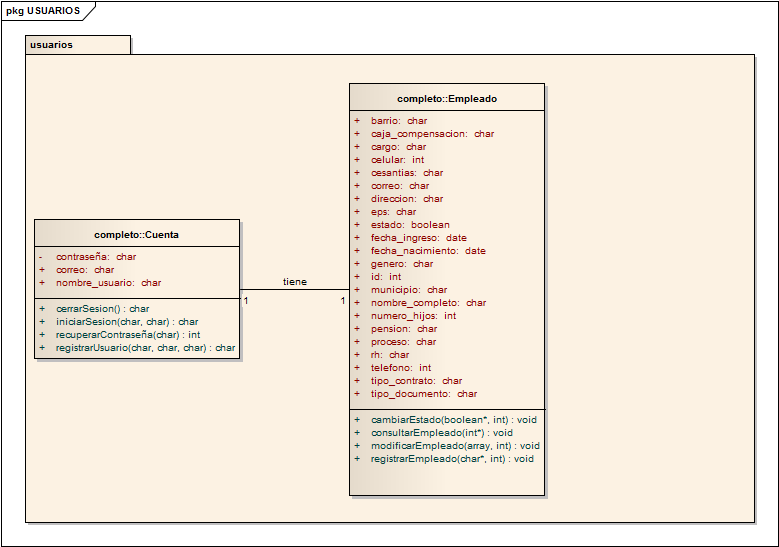 pkg USUARIOS
usuarios
completo::Cuenta
- contraseña: char
+ correo: char
+ nombre_usuario: char
+ cerrarSesion() : char
+ iniciarSesion(char, char) : char
+ recuperarContraseña(char) : int
+ registrarUsuario(char, char, char) : char
tiene
1
1
completo::Empleado
+ barrio: char
+ caja_compensacion: char
+ cargo: char
+ celular: int
+ cesantias: char
+ correo: char
+ direccion: char
+ eps: char
+ estado: boolean
+ fecha_ingreso: date
+ fecha_nacimiento: date
+ genero: char
+ id: int
+ municipio: char
+ nombre_completo: char
+ numero_hijos: int
+ pension: char
+ proceso: char
+ rh: char
+ telefono: int
+ tipo_contrato: char
+ tipo_documento: char
+ cambiarEstado(boolean*, int) : void
+ consultarEmpleado(int*) : void
+ modificarEmpleado(array, int) : void
+ registrarEmpleado(char*, int) : void